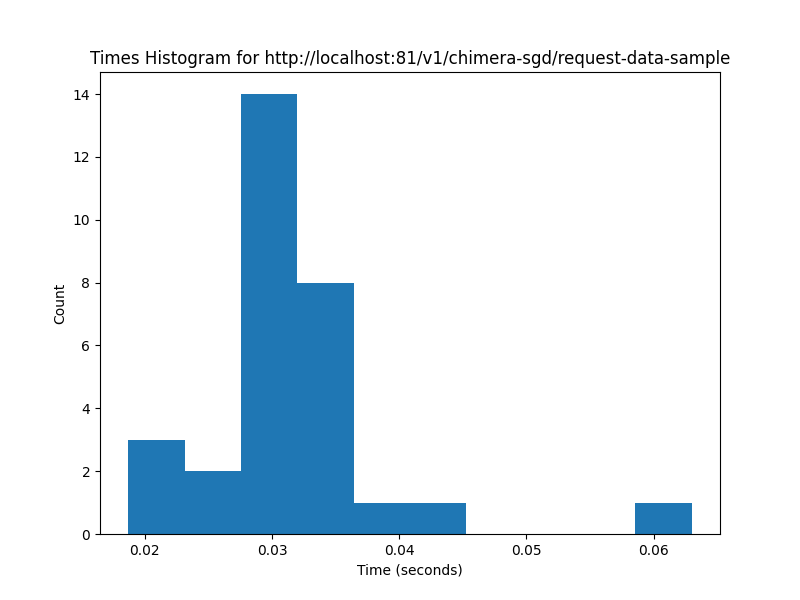 Times Histogram for http://localhost:81/v1/chimera-sgd/request-data-sample
14
12
10
8
6
4
2
0
Count
0.02 0.03 0.04 0.05 0.06
Time (seconds)